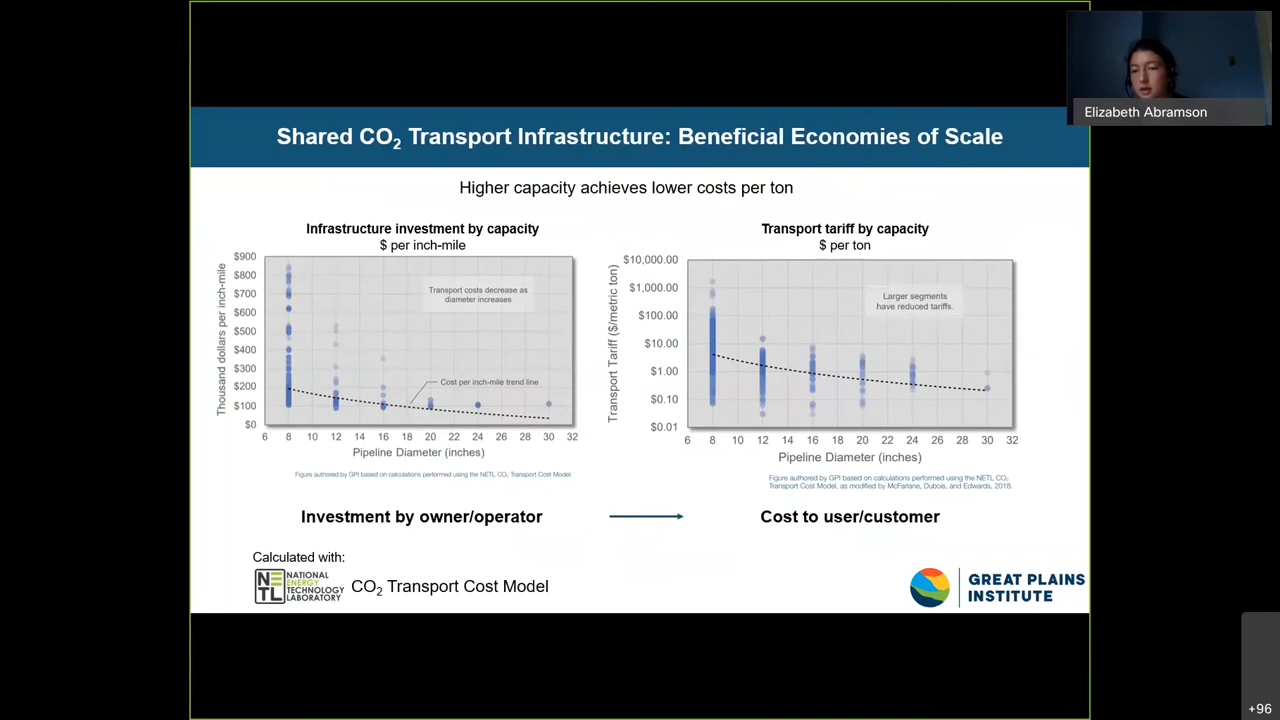 Elizabeth Abramson
Shared CO₂ Transport Infrastructure: Beneficial Economies of Scale
Higher capacity achieves lower costs per ton
Infrastructure investment by capacity
$ per inch-mile
Thousand dollars per inch-mile
$900
$800
$700
$600
$500
$400
$300
$200
$100
$0
Transport costs decrease as
diameter increases
Cost per inch-mile trend line
6 8 10 12 14 16 18 20 22 24 26 28 30 32
Pipeline Diameter (inches)
Figure authored by GPI based on calculations performed using the NETL CO₂ Transport Cost Model.
Transport tariff by capacity
$ per ton
Transport Tariff ($/metric ton)
$10,000.00
$1,000.00
$100.00
$10.00
$1.00
$0.10
$0.01
Larger segments
have reduced tariffs.
6 8 10 12 14 16 18 20 22 24 26 28 30 32
Pipeline Diameter (inches)
Figure authored by GPI based on calculations performed using the NETL CO₂
Transport Cost Model, as modified by McFarlane, Dubois, and Edwards, 2018.
Investment by owner/operator
Cost to user/customer
Calculated with:
NETL
NATIONAL
ENERGY
TECHNOLOGY
LABORATORY
CO₂ Transport Cost Model
GREAT PLAINS
INSTITUTE
+96